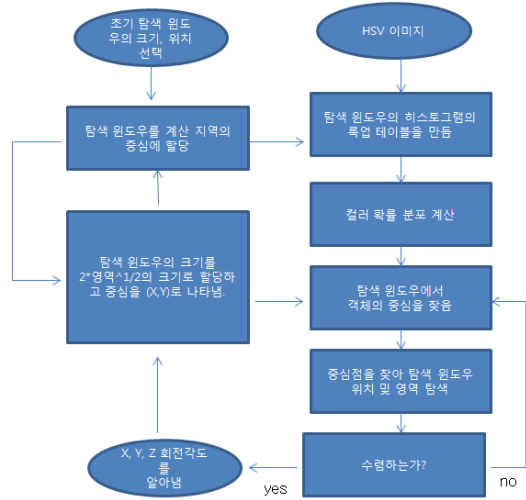 초기 탐색 윈도
우의 크기, 위치
선택
HSV 이미지
탐색 윈도우를 계산 지역의
중심에 할당
탐색 윈도우의 히스토그램의
룩업 테이블을 만듬
컬러 확률 분포 계산
탐색 윈도우의 크기를
2*영역^1/2의 크기로 할당하
고 중심을 (X,Y)로 나타냄.
탐색 윈도우에서
객체의 중심을 찾음
중심점을 찾아 탐색 윈도우
위치 및 영역 탐색
X, Y, Z 회전각도
를
알아냄
수렴하는가?
yes
no